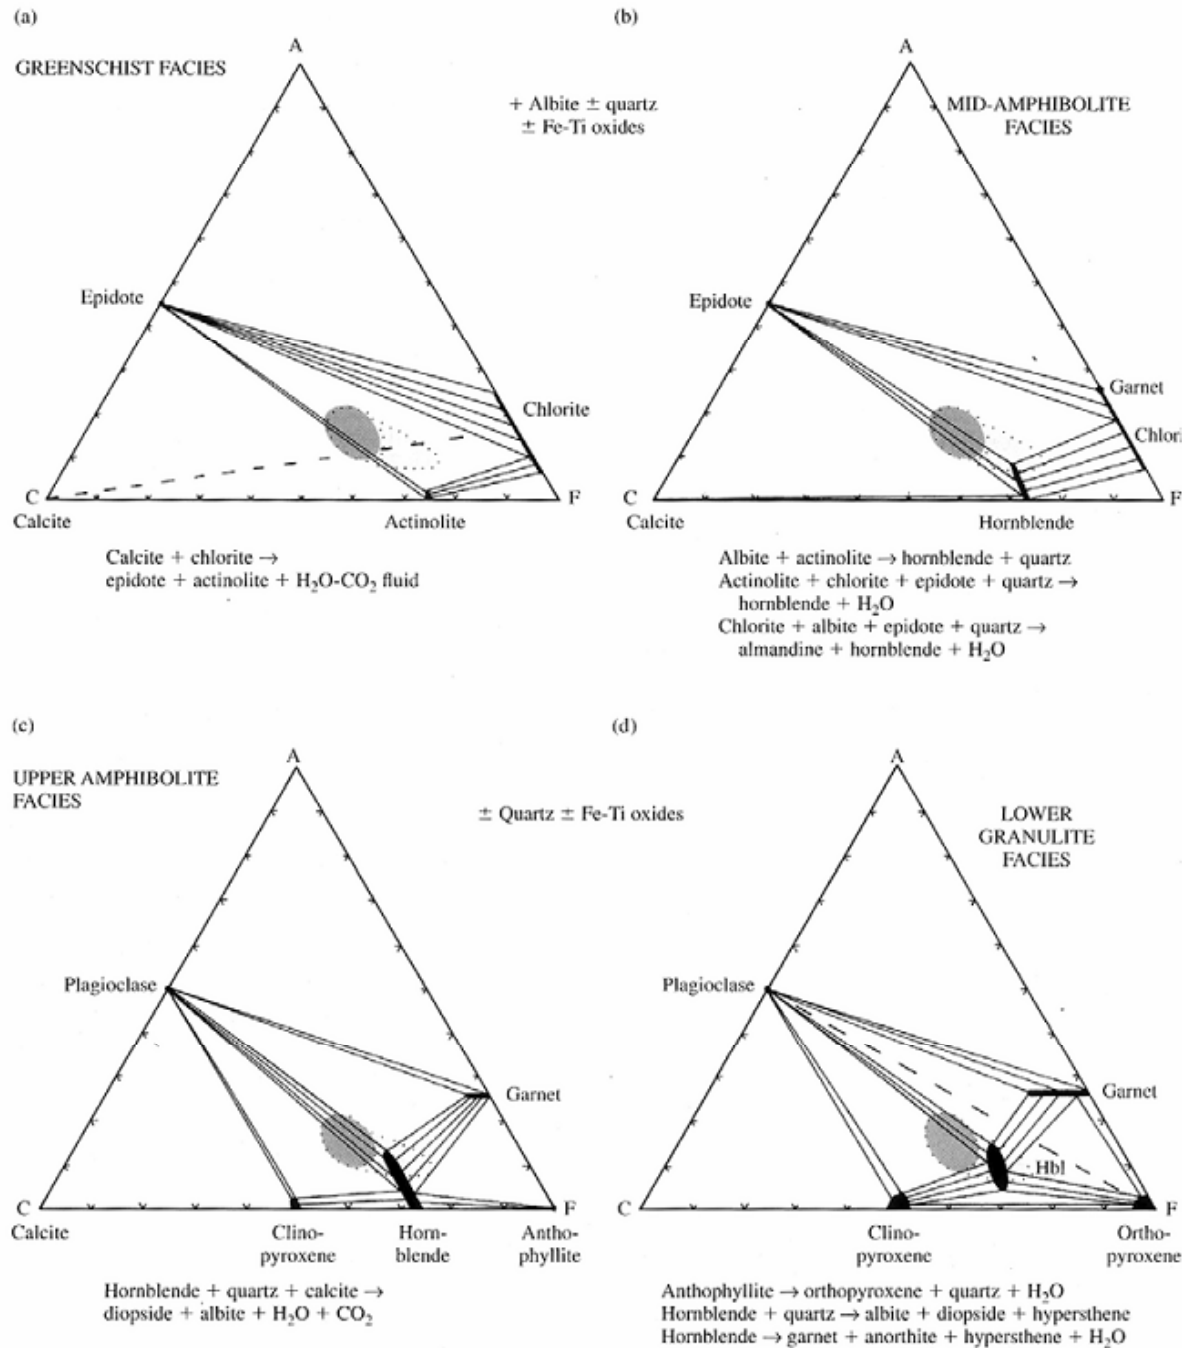 (a)
GREENSCHIST FACIES
A
+ Albite ± quartz
± Fe-Ti oxides
Epidote
Chlorite
C
F
Calcite
Actinolite
Calcite + chlorite →
epidote + actinolite + H₂O-CO₂ fluid
(b)
A
MID-AMPHIBOLITE
FACIES
Epidote
Garnet
Chlori
C
F
Calcite
Hornblende
Albite + actinolite → hornblende + quartz
Actinolite + chlorite + epidote + quartz →
hornblende + H₂O
Chlorite + albite + epidote + quartz →
almandine + hornblende + H₂O
(c)
A
UPPER AMPHIBOLITE
FACIES
± Quartz ± Fe-Ti oxides
Plagioclase
Garnet
C
F
Calcite
Clino-
pyroxene
Horn-
blende
Antho-
phyllite
Hornblende + quartz + calcite →
diopside + albite + H₂O + CO₂
(d)
A
LOWER
GRANULITE
FACIES
Plagioclase
Garnet
Hbl
C
F
Calcite
Clino-
pyroxene
Ortho-
pyroxene
Anthophyllite → orthopyroxene + quartz + H₂O
Hornblende + quartz → albite + diopside + hypersthene
Hornblende → garnet + anorthite + hypersthene + H₂O